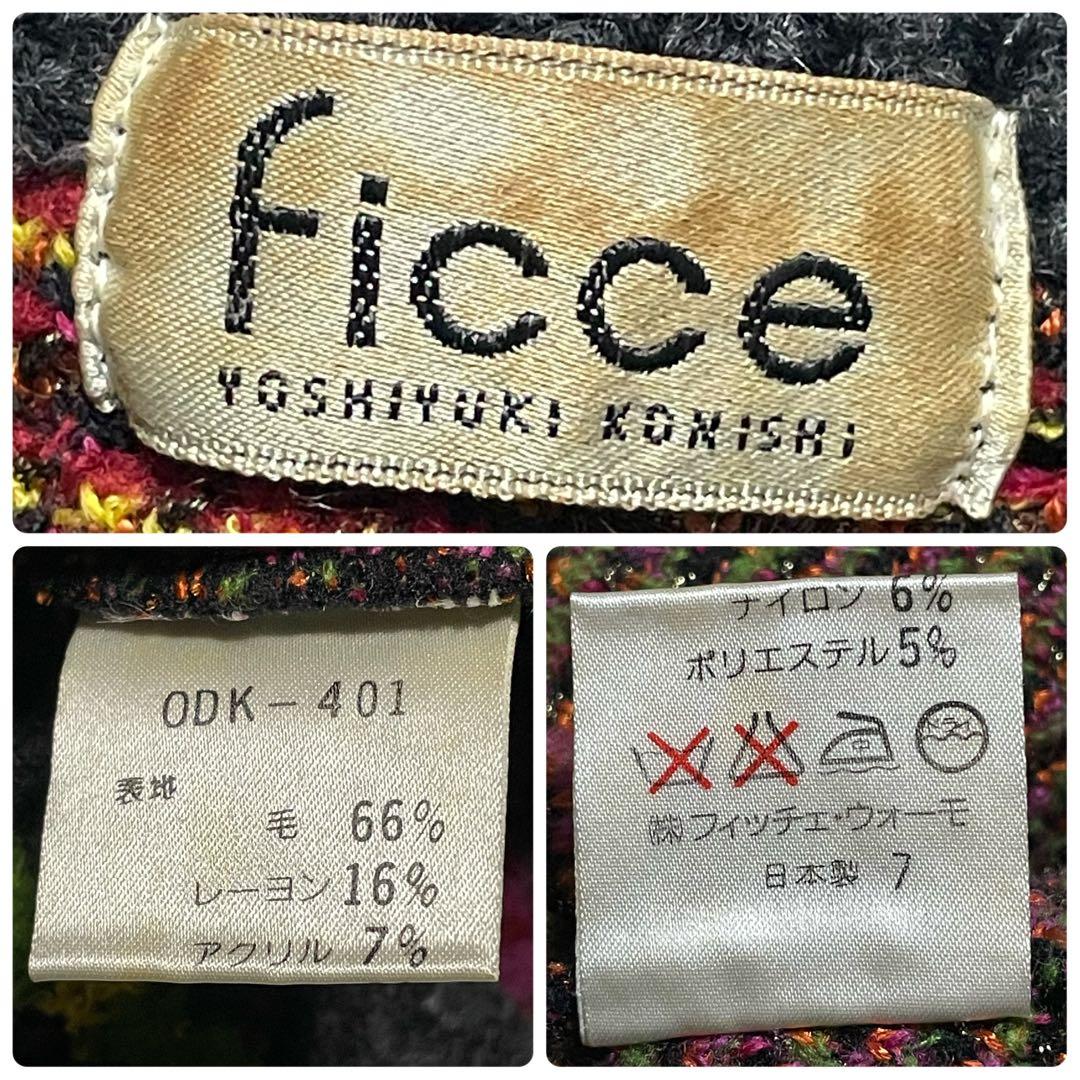 ficce
YOSHIYUKI KONISHI
ODK-401
表地
毛 66%
レーヨン 16%
アクリル 7%
ナイロン 6%
ポリエステル 5%
㈱フィッチェ・ウォーモ
日本製 7